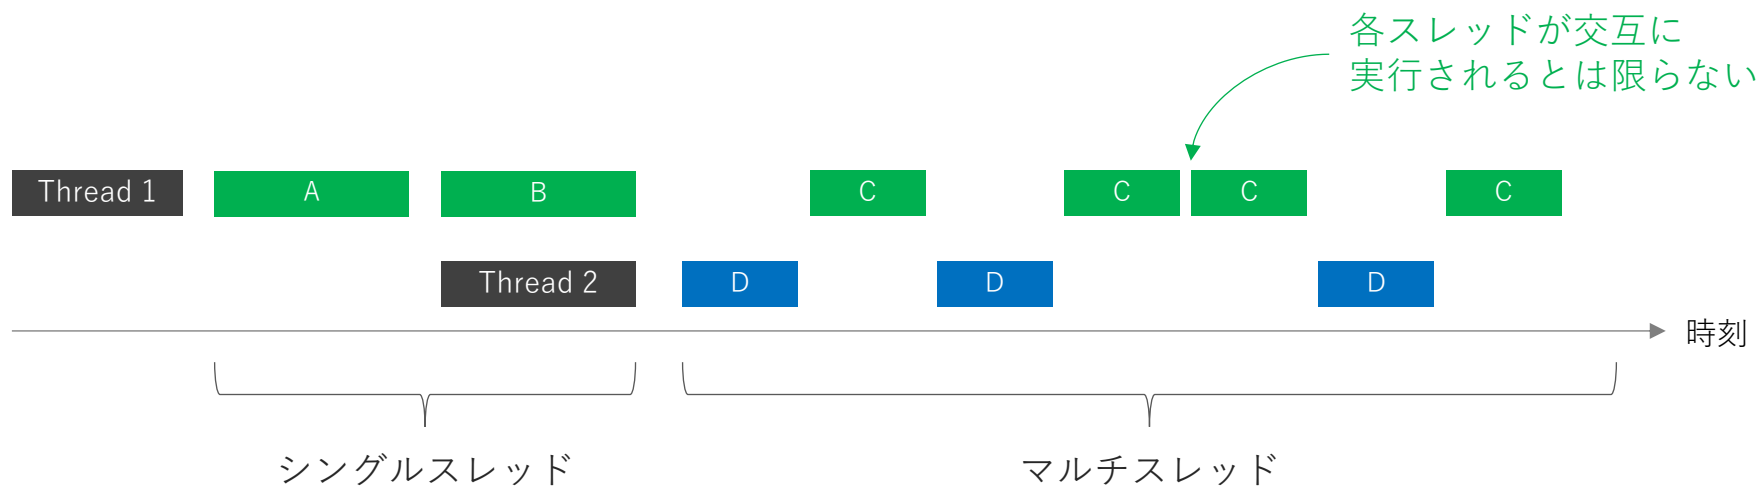 各スレッドが交互に
実行されるとは限らない
Thread 1 A B C C C C
Thread 2 D D D
時刻
シングルスレッド マルチスレッド